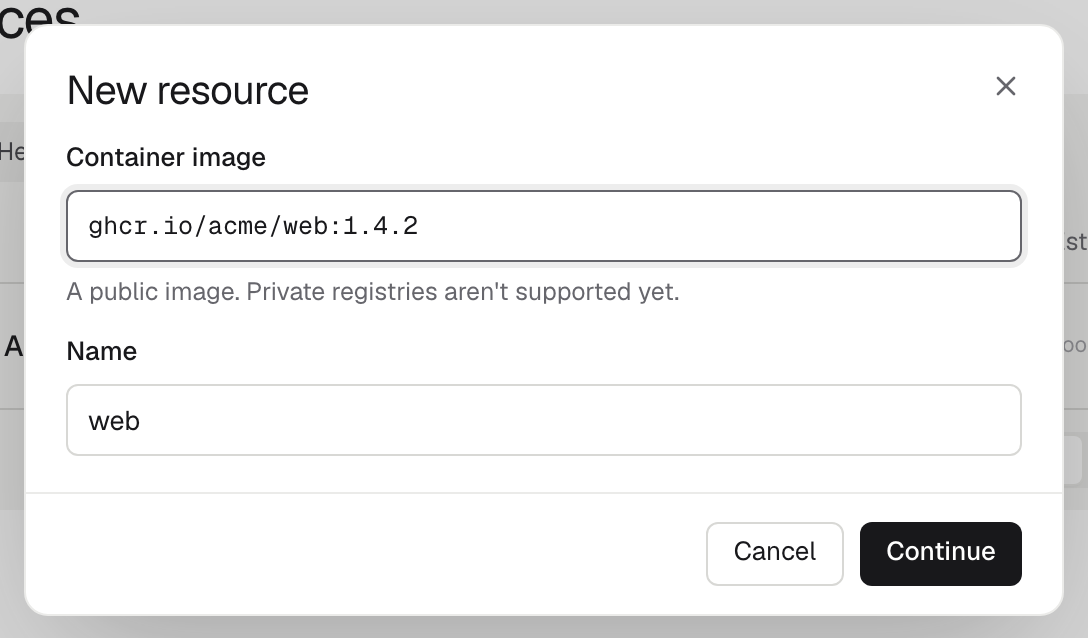 New resource
Container image
ghcr.io/acme/web:1.4.2
A public image. Private registries aren't supported yet.
Name
web
Cancel
Continue